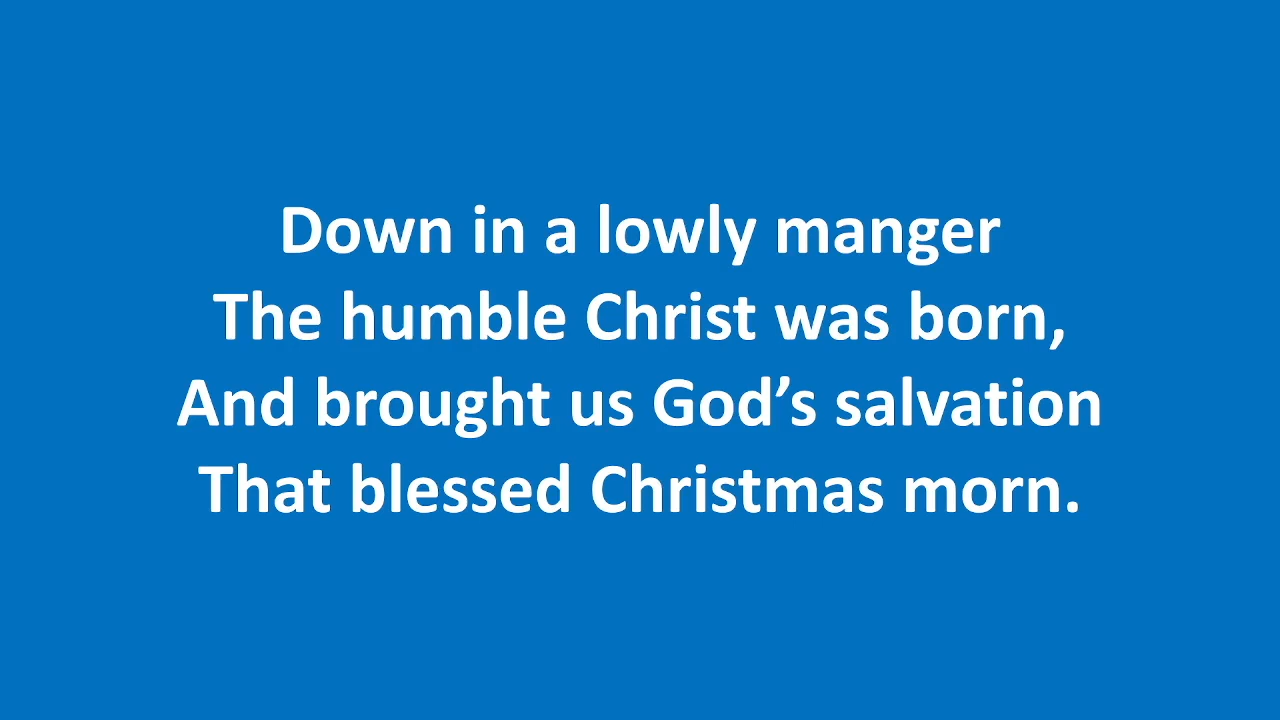 Down in a lowly manger
The humble Christ was born,
And brought us God’s salvation
That blessed Christmas morn.